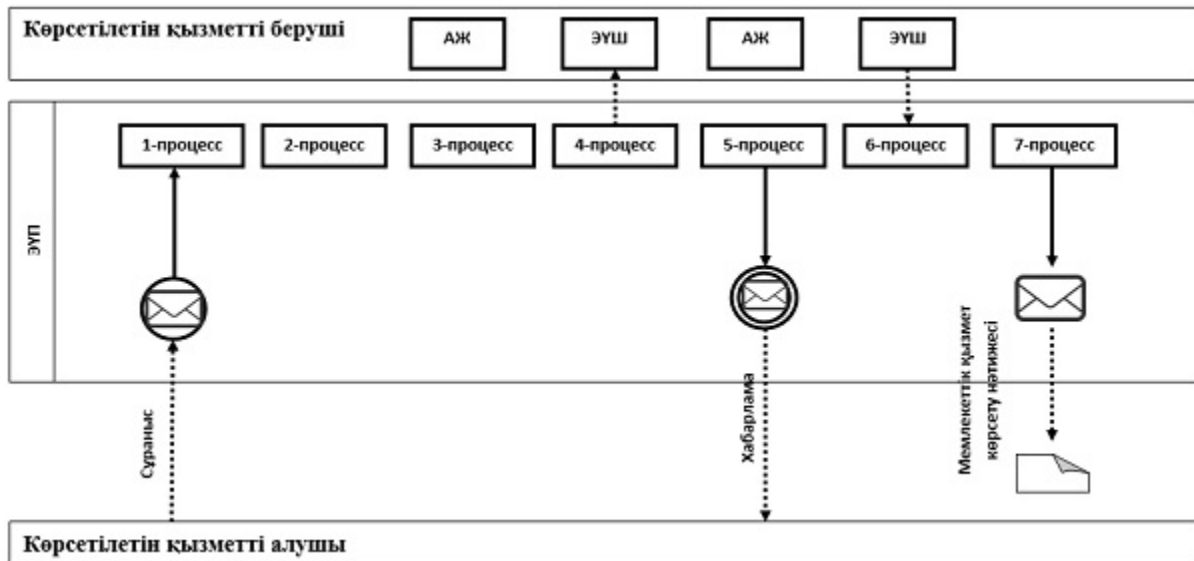 Көрсетілетін қызметті беруші
АЖ
ЭҮШ
АЖ
ЭҮШ
1-процесс
2-процесс
3-процесс
4-процесс
5-процесс
6-процесс
7-процесс
ЭҮП
Сұраныс
Хабарлама
Мемлекеттік қызмет
көрсету нәтижесі
Көрсетілетін қызметті алушы